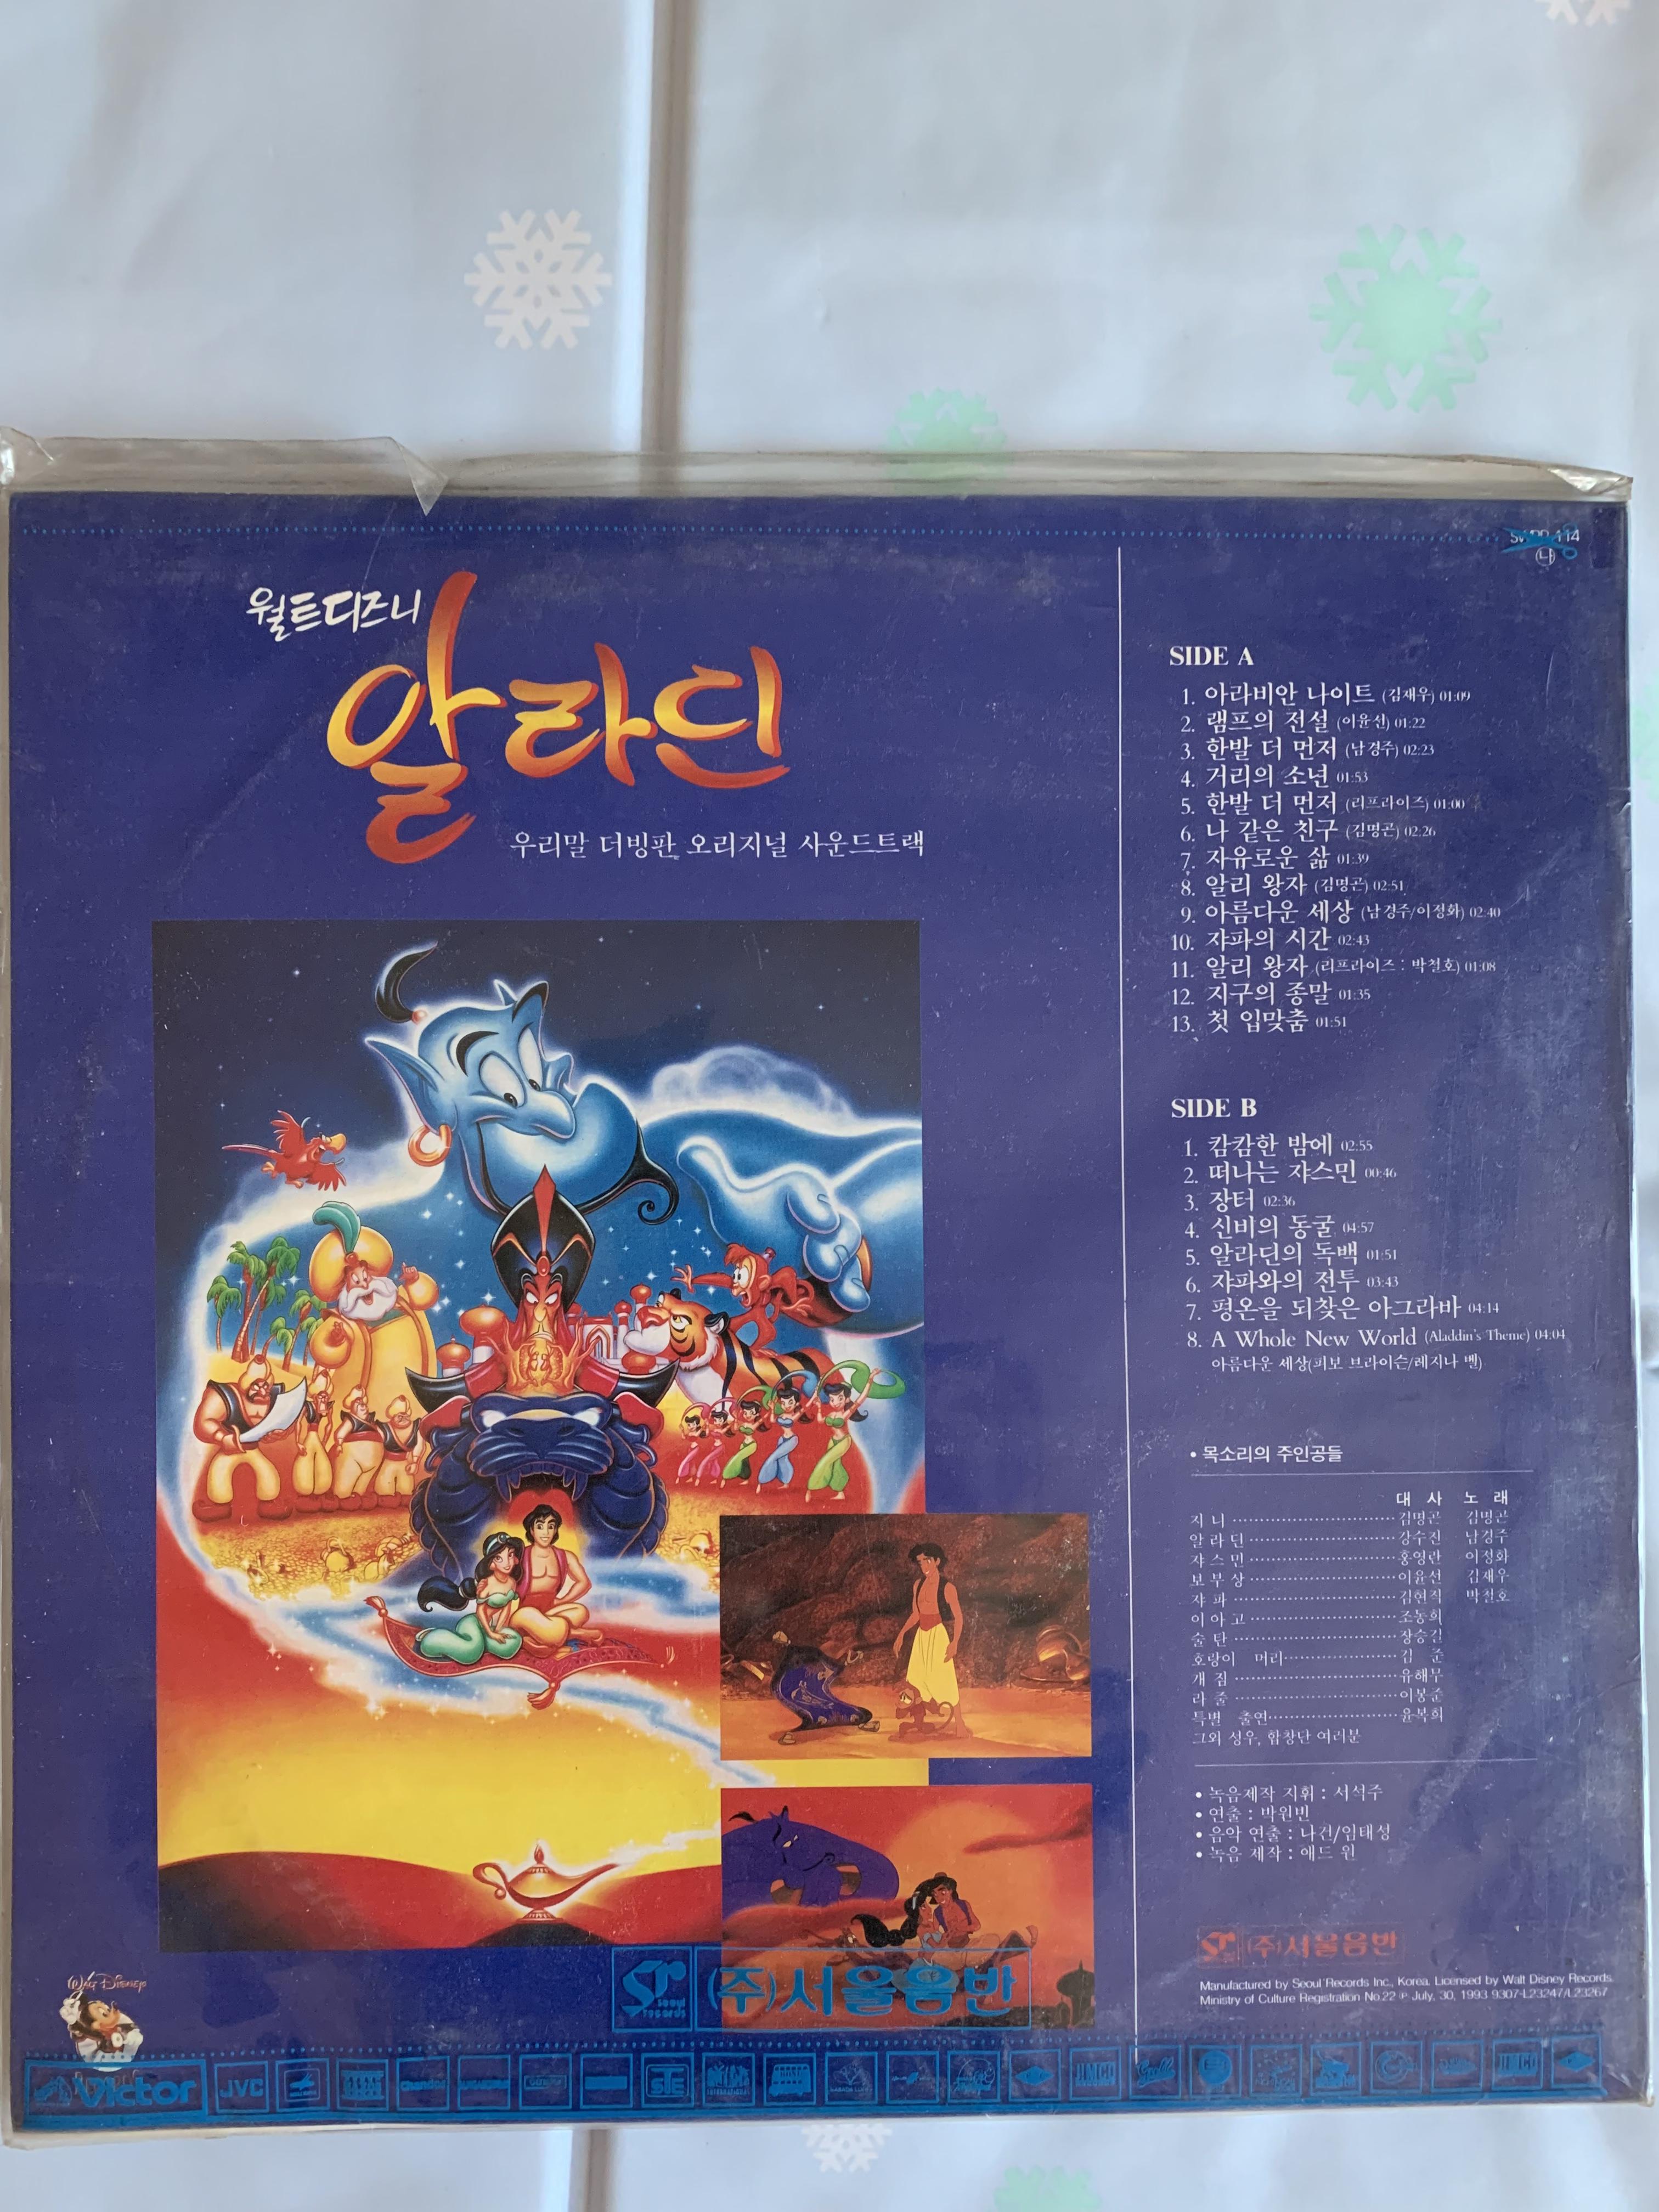 114
나
월트디즈니
알라딘
우리말 더빙판 오리지널 사운드트랙
SIDE A
1. 아라비안 나이트 (김재우) 01:09
2. 램프의 전설 (이윤선) 01:22
3. 한발 더 먼저 (남경주) 02:23
4. 거리의 소년 01:53
5. 한발 더 먼저 (리프라이즈) 01:00
6. 나 같은 친구 (김명곤) 02:26
7. 자유로운 삶 01:39
8. 알리 왕자 (김명곤) 02:51
9. 아름다운 세상 (남경주/이정화) 02:40
10. 쟈파의 시간 02:43
11. 알리 왕자 (리프라이즈 : 박철호) 01:08
12. 지구의 종말 01:35
13. 첫 입맞춤 01:51
SIDE B
1. 캄캄한 밤에 02:55
2. 떠나는 쟈스민 00:46
3. 장터 02:36
4. 신비의 동굴 04:57
5. 알라딘의 독백 01:51
6. 쟈파와의 전투 03:43
7. 평온을 되찾은 아그라바 04:14
8. A Whole New World (Aladdin's Theme) 04:04
아름다운 세상(피보 브라이슨/레지나 벨)
• 목소리의 주인공들
대 사 노 래
지 니 김명곤 김명곤
알 라 딘 강수진 남경주
쟈 스 민 홍영란 이정화
보 부 상 이윤선 김재우
쟈 파 김현직 박철호
이 아 고 조농희
술 탄 장승길
호랑이 머리 김 준
개 짐 유해무
라 줄 이봉준
특별 출연 윤복희
그외 성우, 합창단 여러분
• 녹음제작 지휘 : 서석주
• 연출 : 박원빈
• 음악 연출 : 나건/임태성
• 녹음 제작 : 애드 원
Sr (주)서울음반
Manufactured by Seoul Records Inc., Korea. Licensed by Walt Disney Records.
Ministry of Culture Registration No.22 ℗ July, 30, 1993 9307-L23247/L23267
WALT DISNEY
Sr seoul records (주)서울음반
Victor JVC
STE
JIMCO
JIMCO